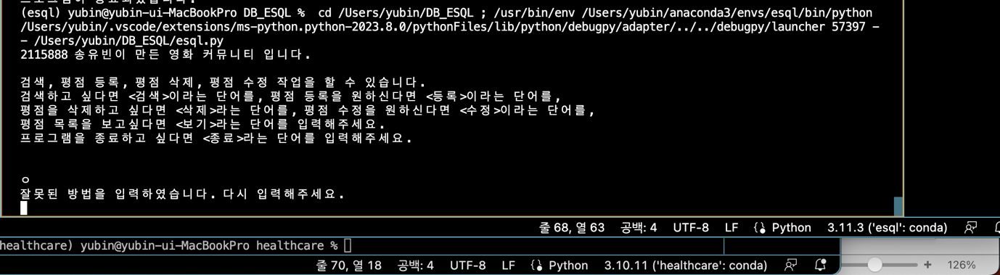 (esql) yubin@yubin-ui-MacBookPro DB_ESQL %  cd /Users/yubin/DB_ESQL ; /usr/bin/env /Users/yubin/anaconda3/envs/esql/bin/python
/Users/yubin/.vscode/extensions/ms-python.python-2023.8.0/pythonFiles/lib/python/debugpy/adapter/../../debugpy/launcher 57397 -
- /Users/yubin/DB_ESQL/esql.py
2115888 송유빈이 만든 영화 커뮤니티 입니다.
검색, 평점 등록, 평점 삭제, 평점 수정 작업을 할 수 있습니다.
검색하고 싶다면 <검색>이라는 단어를, 평점 등록을 원하신다면 <등록>이라는 단어를,
평점을 삭제하고 싶다면 <삭제>라는 단어를, 평점 수정을 원하신다면 <수정>이라는 단어를,
평점 목록을 보고싶다면 <보기>라는 단어를 입력해주세요.
프로그램을 종료하고 싶다면 <종료>라는 단어를 입력해주세요.
ㅇ
잘못된 방법을 입력하였습니다. 다시 입력해주세요.
줄 68, 열 63 공백: 4 UTF-8 LF Python 3.11.3 ('esql': conda)
healthcare) yubin@yubin-ui-MacBookPro healthcare %
줄 70, 열 18 공백: 4 UTF-8 LF Python 3.10.11 ('healthcare': conda)
126%